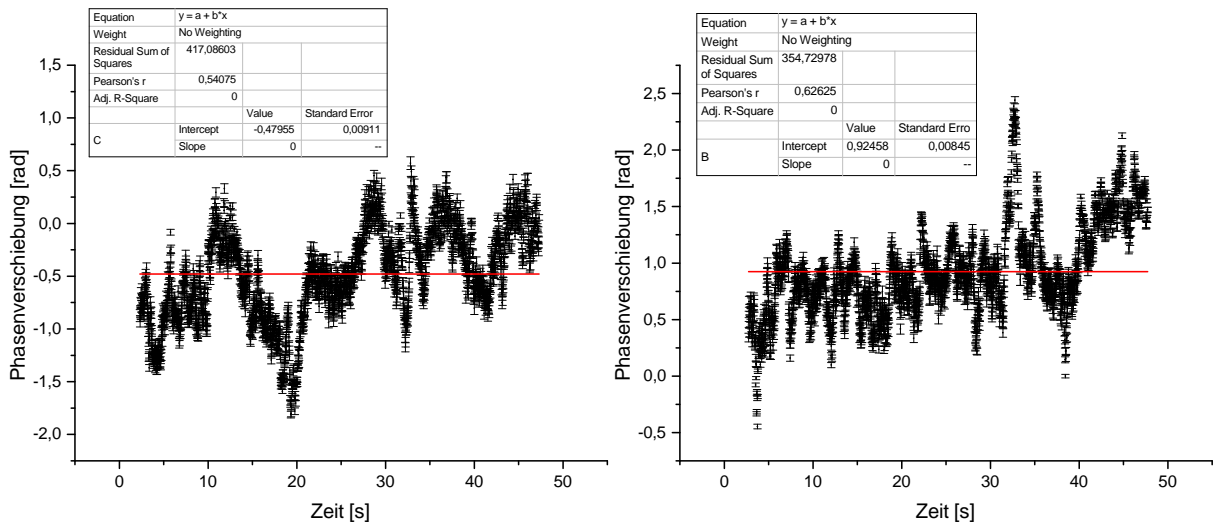 Equation y = a + b*x
Weight No Weighting
Residual Sum of Squares 417,08603
Pearson's r 0,54075
Adj. R-Square 0
Value Standard Error
C Intercept -0,47955 0,00911
Slope 0 --
1,5
1,0
0,5
0,0
-0,5
-1,0
-1,5
-2,0
Phasenverschiebung [rad]
0 10 20 30 40 50
Zeit [s]
Equation y = a + b*x
Weight No Weighting
Residual Sum of Squares 354,72978
Pearson's r 0,62625
Adj. R-Square 0
Value Standard Erro
B Intercept 0,92458 0,00845
Slope 0 --
2,5
2,0
1,5
1,0
0,5
0,0
-0,5
Phasenverschiebung [rad]
0 10 20 30 40 50
Zeit [s]